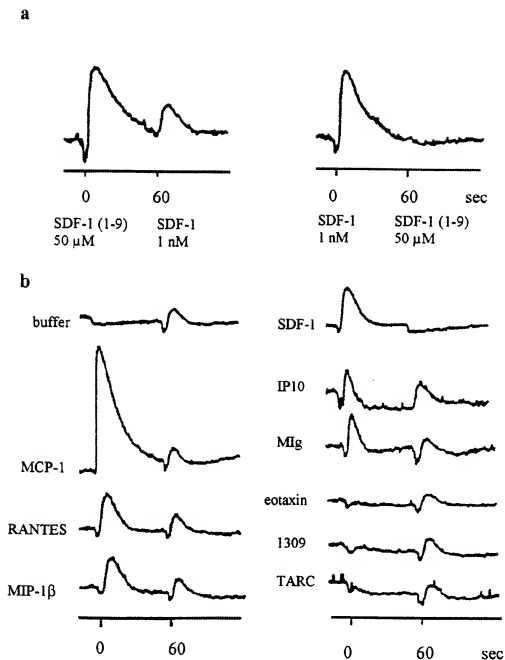 a
0 60
SDF-1 (1-9) SDF-1
50 µM 1 nM
0 60 sec
SDF-1 SDF-1 (1-9)
1 nM 50 µM
b
buffer
MCP-1
RANTES
MIP-1β
0 60
SDF-1
IP10
MIg
eotaxin
1309
TARC
0 60 sec